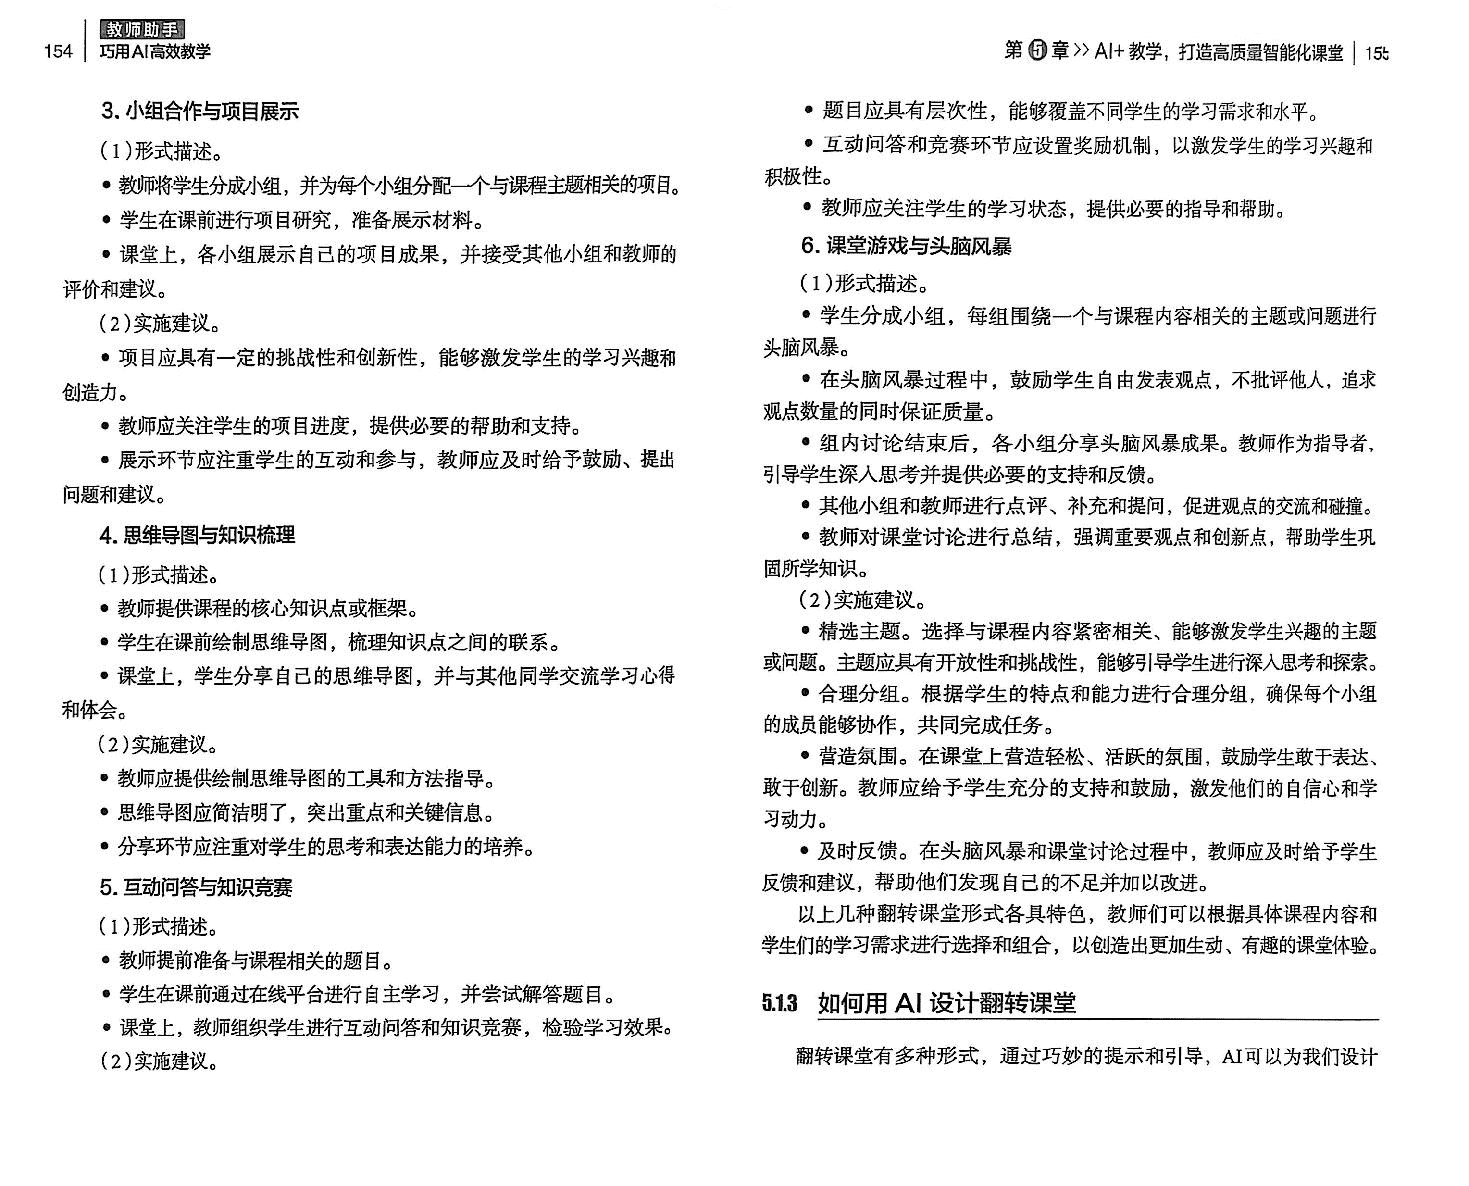 154
教师助手
巧用AI高效教学
3. 小组合作与项目展示
（1）形式描述。
• 教师将学生分成小组，并为每个小组分配一个与课程主题相关的项目。
• 学生在课前进行项目研究，准备展示材料。
• 课堂上，各小组展示自己的项目成果，并接受其他小组和教师的
评价和建议。
（2）实施建议。
• 项目应具有一定的挑战性和创新性，能够激发学生的学习兴趣和
创造力。
• 教师应关注学生的项目进度，提供必要的帮助和支持。
• 展示环节应注重学生的互动和参与，教师应及时给予鼓励、提出
问题和建议。
4. 思维导图与知识梳理
（1）形式描述。
• 教师提供课程的核心知识点或框架。
• 学生在课前绘制思维导图，梳理知识点之间的联系。
• 课堂上，学生分享自己的思维导图，并与其他同学交流学习心得
和体会。
（2）实施建议。
• 教师应提供绘制思维导图的工具和方法指导。
• 思维导图应简洁明了，突出重点和关键信息。
• 分享环节应注重对学生的思考和表达能力的培养。
5. 互动问答与知识竞赛
（1）形式描述。
• 教师提前准备与课程相关的题目。
• 学生在课前通过在线平台进行自主学习，并尝试解答题目。
• 课堂上，教师组织学生进行互动问答和知识竞赛，检验学习效果。
（2）实施建议。
第5章 >> AI+教学，打造高质量智能化课堂 155
• 题目应具有层次性，能够覆盖不同学生的学习需求和水平。
• 互动问答和竞赛环节应设置奖励机制，以激发学生的学习兴趣和
积极性。
• 教师应关注学生的学习状态，提供必要的指导和帮助。
6. 课堂游戏与头脑风暴
（1）形式描述。
• 学生分成小组，每组围绕一个与课程内容相关的主题或问题进行
头脑风暴。
• 在头脑风暴过程中，鼓励学生自由发表观点，不批评他人，追求
观点数量的同时保证质量。
• 组内讨论结束后，各小组分享头脑风暴成果。教师作为指导者，
引导学生深入思考并提供必要的支持和反馈。
• 其他小组和教师进行点评、补充和提问，促进观点的交流和碰撞。
• 教师对课堂讨论进行总结，强调重要观点和创新点，帮助学生巩
固所学知识。
（2）实施建议。
• 精选主题。选择与课程内容紧密相关、能够激发学生兴趣的主题
或问题。主题应具有开放性和挑战性，能够引导学生进行深入思考和探索。
• 合理分组。根据学生的特点和能力进行合理分组，确保每个小组
的成员能够协作，共同完成任务。
• 营造氛围。在课堂上营造轻松、活跃的氛围，鼓励学生敢于表达、
敢于创新。教师应给予学生充分的支持和鼓励，激发他们的自信心和学
习动力。
• 及时反馈。在头脑风暴和课堂讨论过程中，教师应及时给予学生
反馈和建议，帮助他们发现自己的不足并加以改进。
以上几种翻转课堂形式各具特色，教师们可以根据具体课程内容和
学生们的学习需求进行选择和组合，以创造出更加生动、有趣的课堂体验。
5.1.3 如何用 AI 设计翻转课堂
翻转课堂有多种形式，通过巧妙的提示和引导，AI可以为我们设计